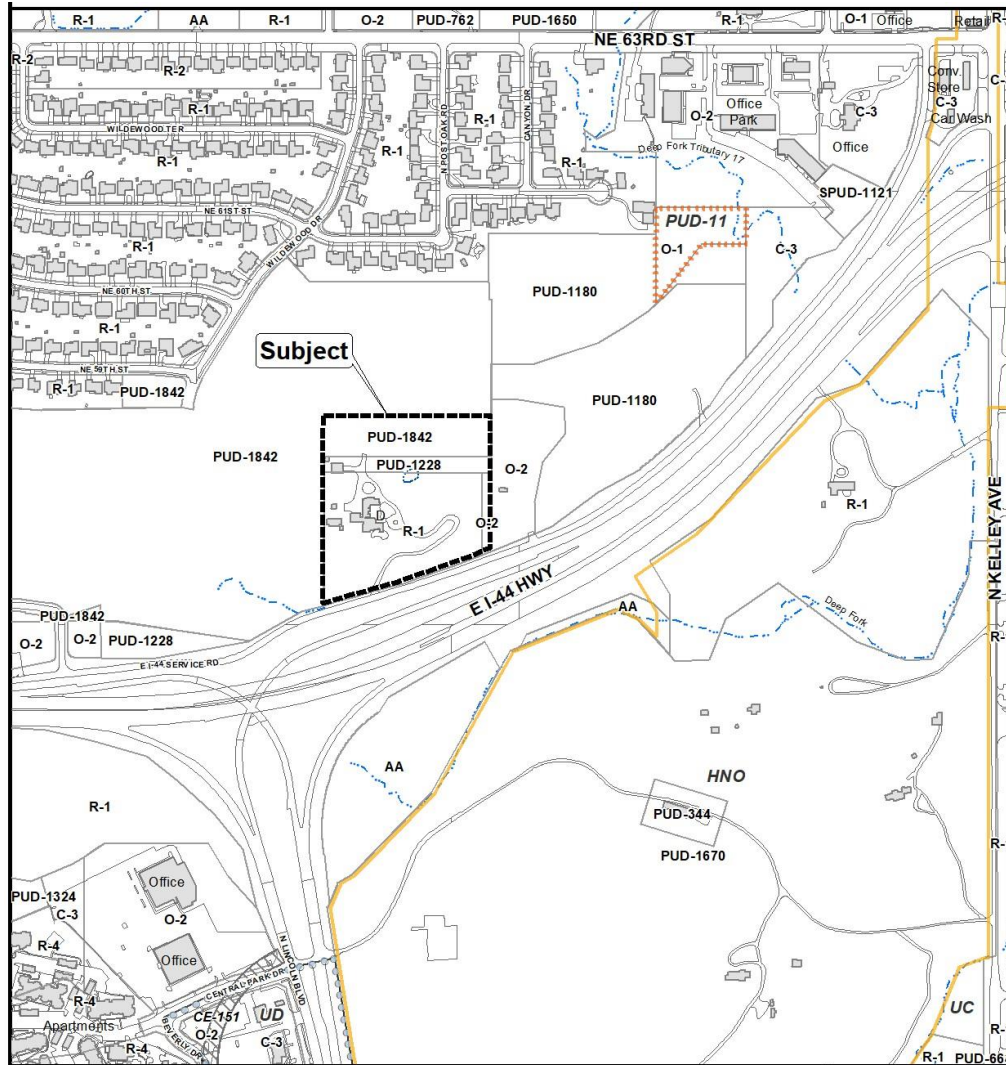 R-1
AA
R-1
O-2
PUD-762
PUD-1650
R-1
O-1
Office
Retail
NE 63RD ST
R-2
R-2
R-1
WILDEWOOD TER
R-1
R-1
N POST OAK RD
R-1
CANYON DR
R-1
Office
Park
O-2
C-3
Office
Conv.
Store
C-3
Car Wash
Deep Fork Tributary 17
SPUD-1121
NE 61ST ST
R-1
WILDEWOOD DR
PUD-11
O-1
C-3
NE 60TH ST
R-1
PUD-1180
Subject
NE 59TH ST
R-1
PUD-1842
PUD-1180
PUD-1842
PUD-1842
PUD-1228
O-2
D
R-1
O-2
R-1
N KELLEY AVE
E I-44 HWY
PUD-1842
O-2
O-2
PUD-1228
E I-44 SERVICE RD
AA
Deep Fork
AA
HNO
R-1
PUD-344
PUD-1670
PUD-1324
C-3
Office
O-2
R-4
Office
N LINCOLN BLVD
CENTRAL PARK DR
R-4
Apartments
CE-151
UD
BEVERLY DR
O-2
R-4
C-3
UC
R-1